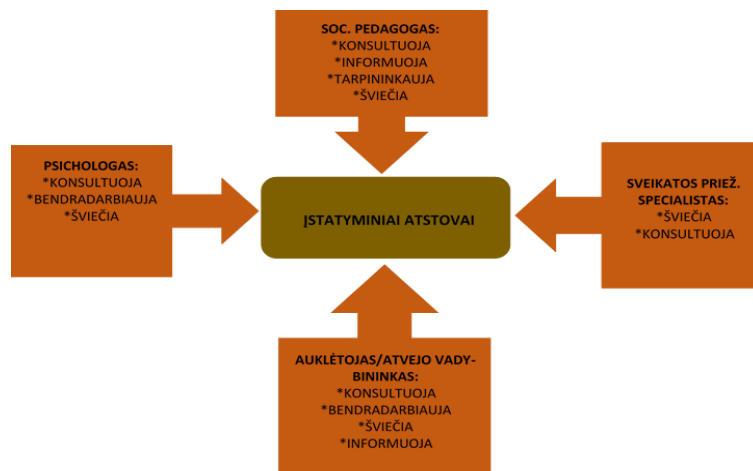 SOC. PEDAGOGAS:
*KONSULTUOJA
*INFORMUOJA
*TARPININKAUJA
*ŠVIEČIA
PSICHOLOGAS:
*KONSULTUOJA
*BENDRADARBIAUJA
*ŠVIEČIA
ĮSTATYMINIAI ATSTOVAI
SVEIKATOS PRIEŽ.
SPECIALISTAS:
*ŠVIEČIA
*KONSULTUOJA
AUKLĖTOJAS/ATVEJO VADY-
BININKAS:
*KONSULTUOJA
*BENDRADARBIAUJA
*ŠVIEČIA
*INFORMUOJA